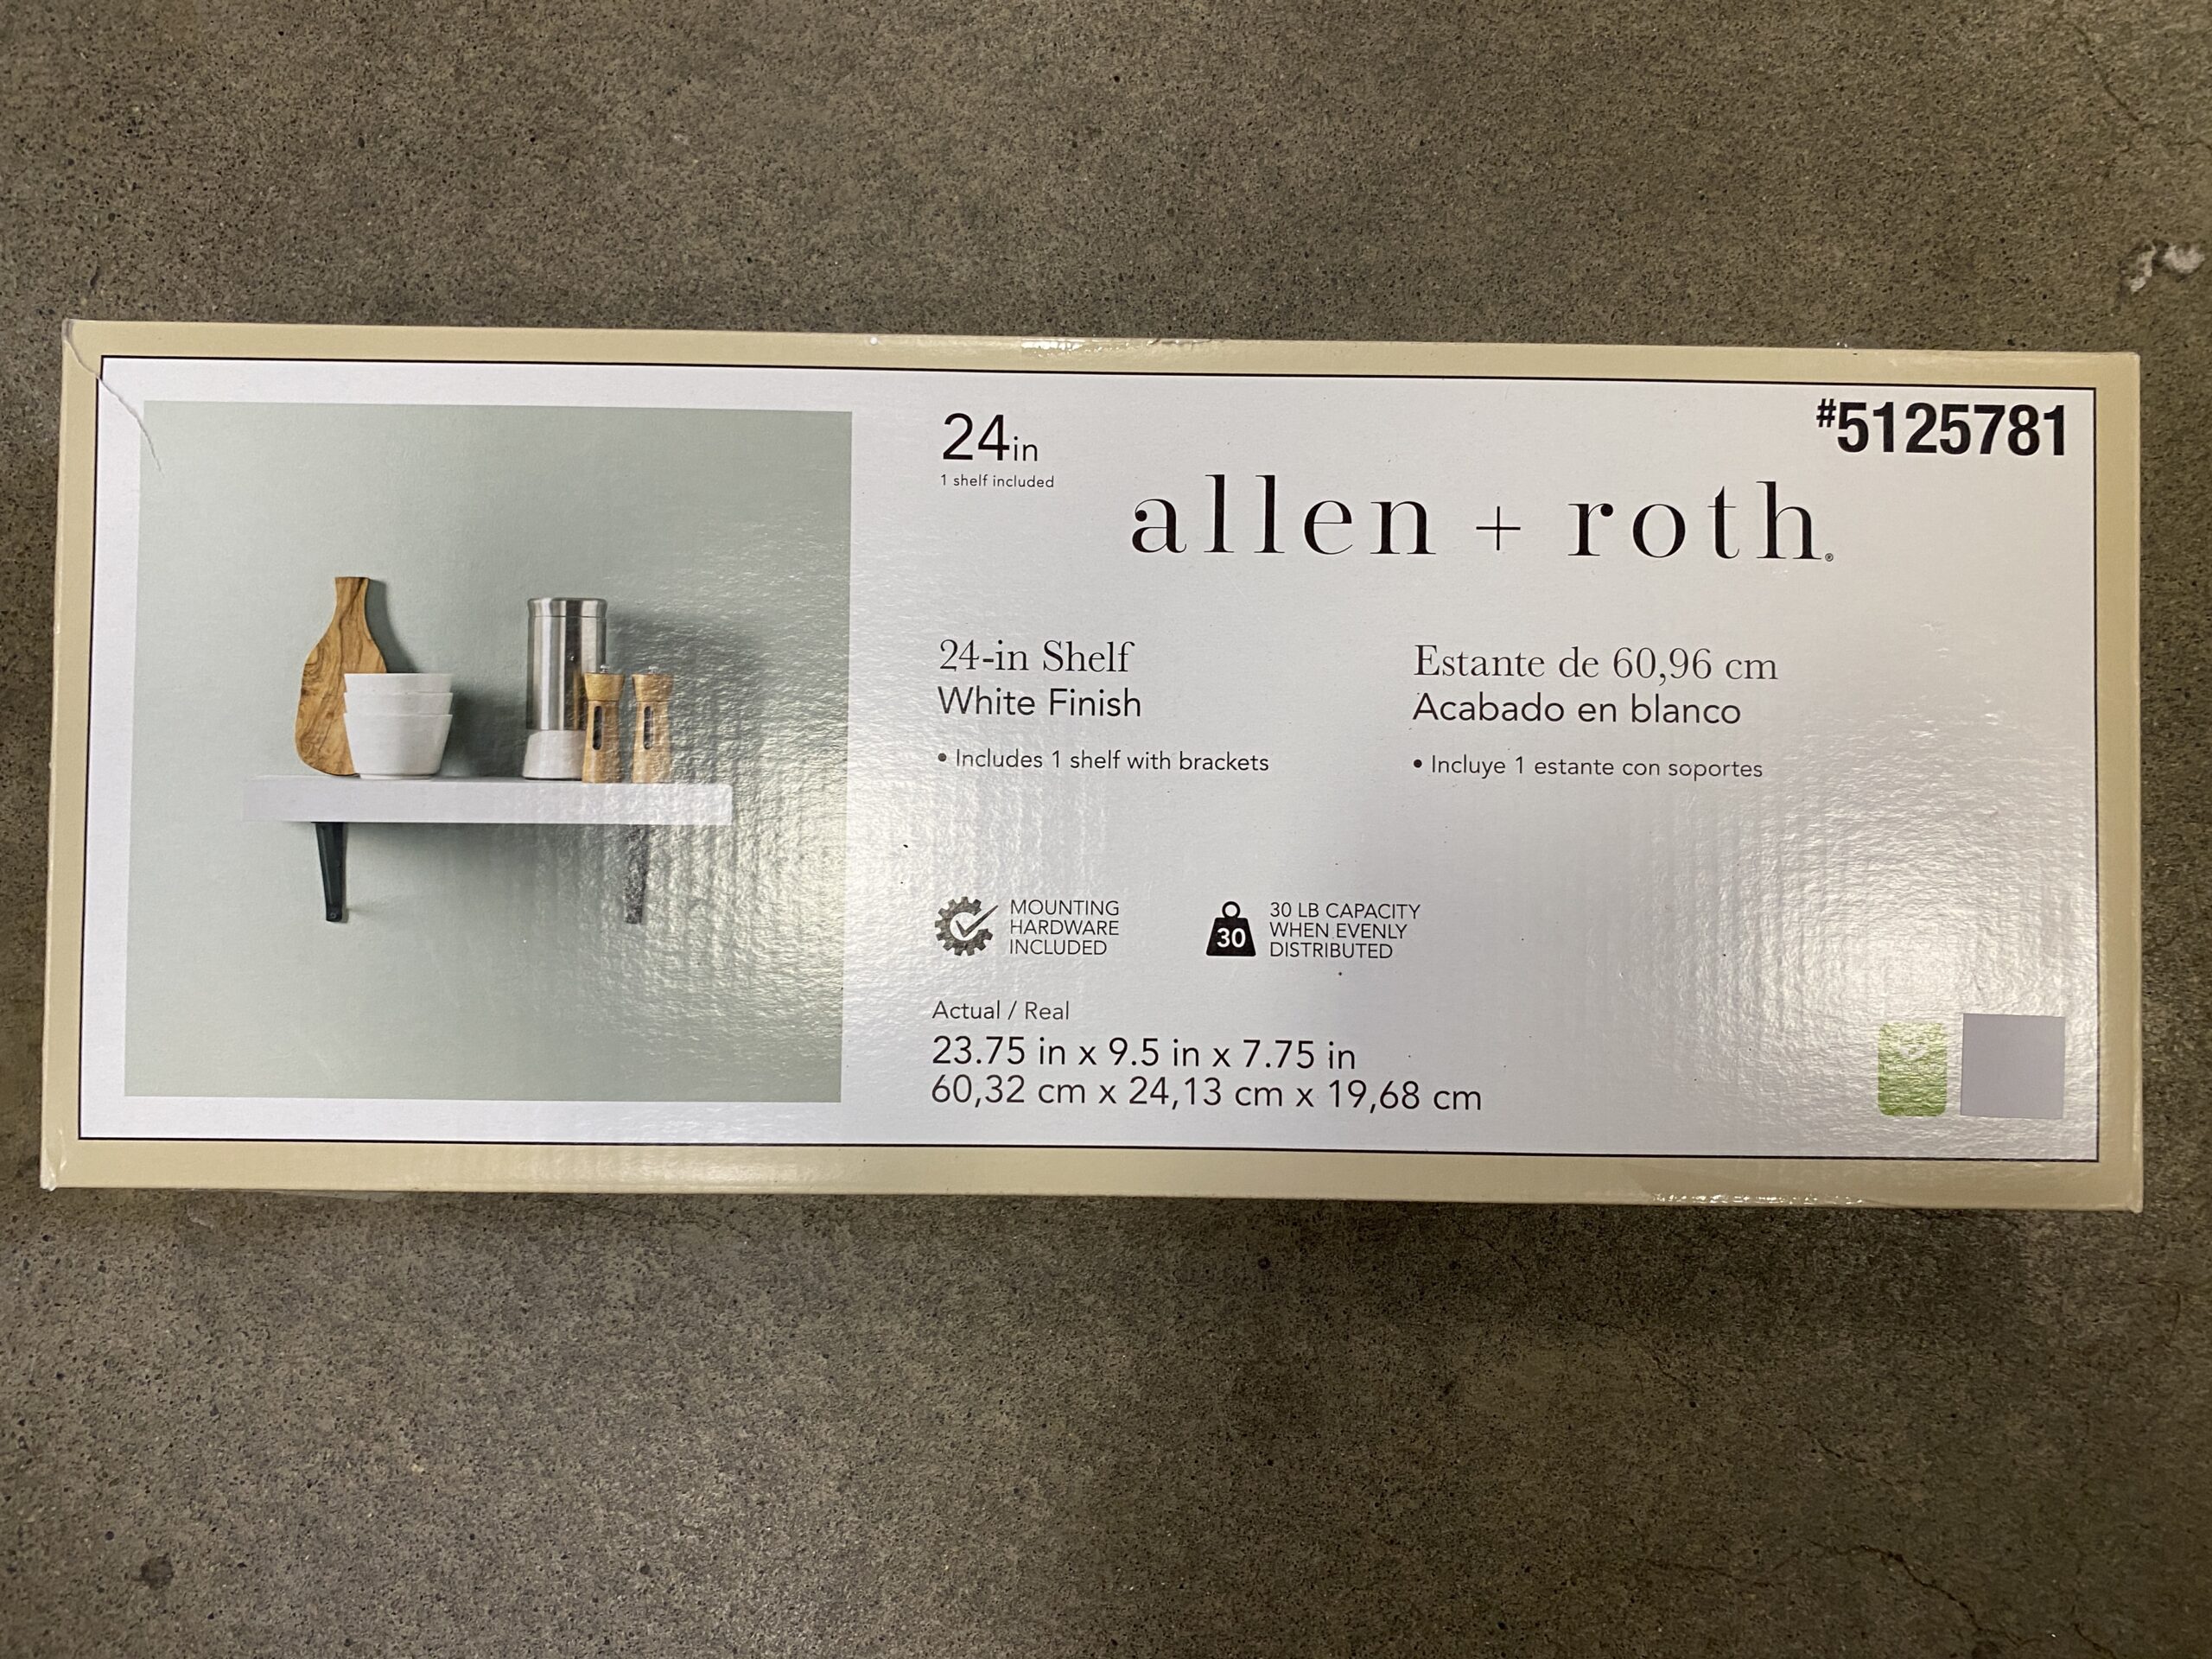 24in
1 shelf included
#5125781
allen + roth®
24-in Shelf
White Finish
• Includes 1 shelf with brackets
Estante de 60,96 cm
Acabado en blanco
• Incluye 1 estante con soportes
MOUNTING
HARDWARE
INCLUDED
30
30 LB CAPACITY
WHEN EVENLY
DISTRIBUTED
Actual / Real
23.75 in x 9.5 in x 7.75 in
60,32 cm x 24,13 cm x 19,68 cm